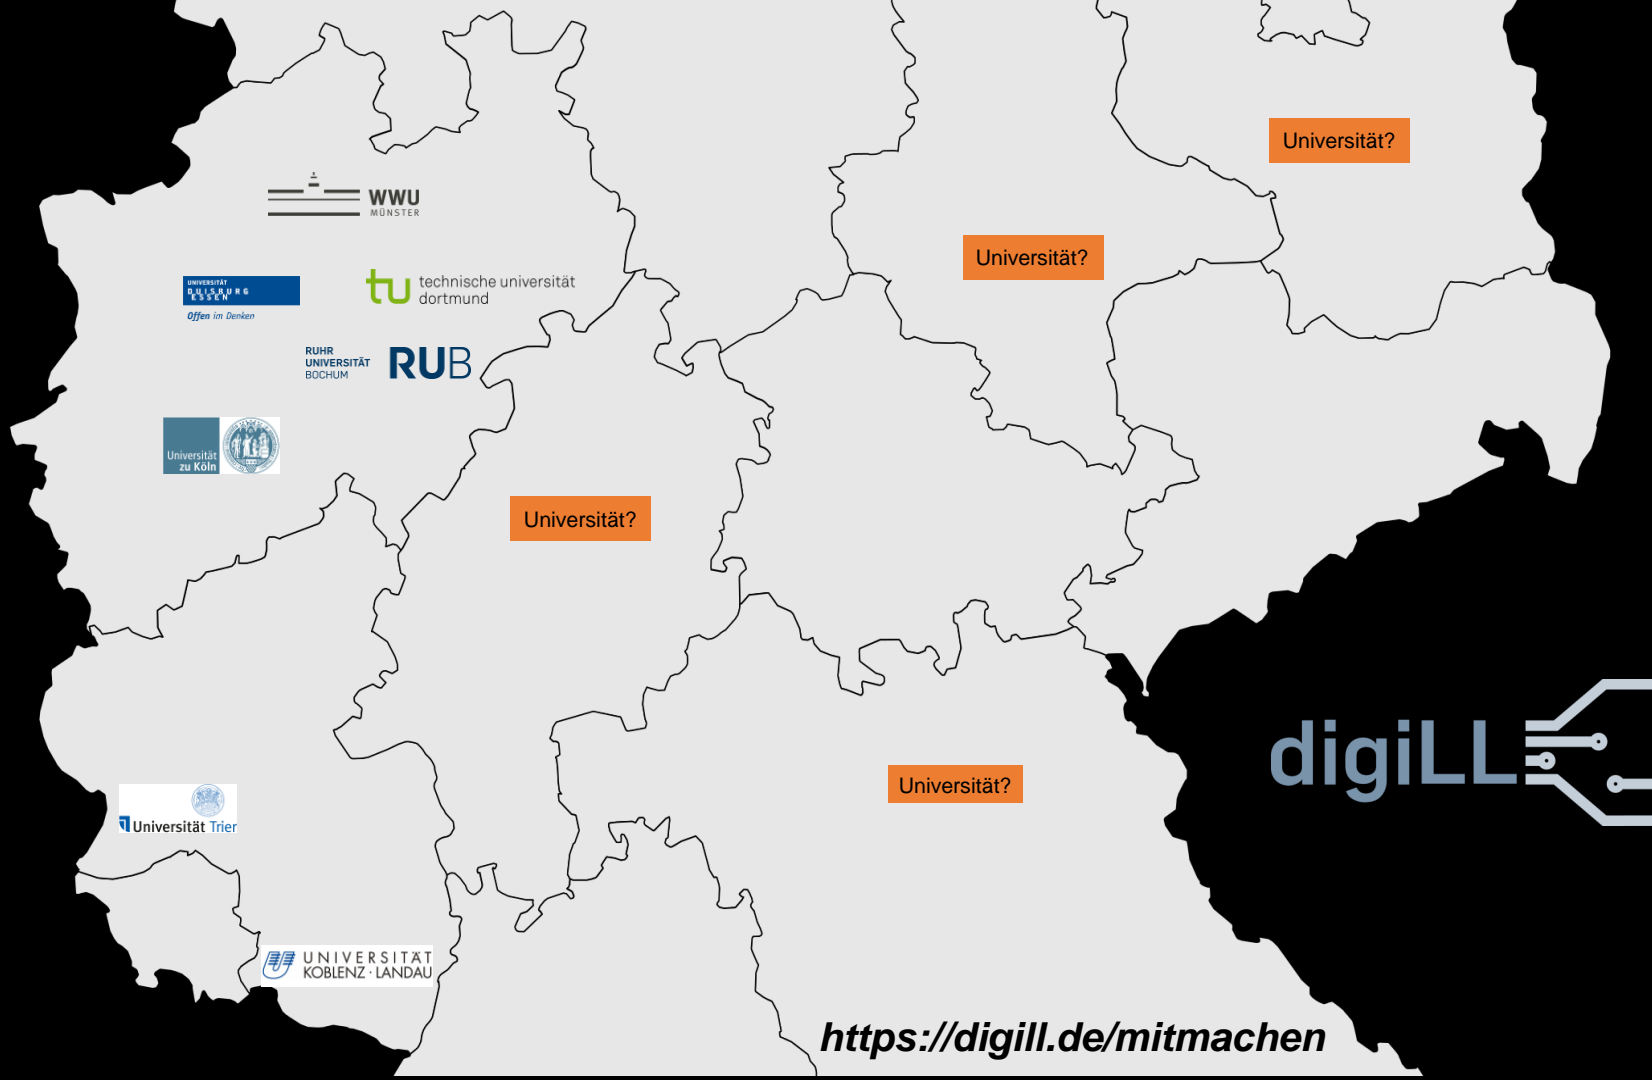 Universität?
WWU
MÜNSTER
Universität?
UNIVERSITÄT
DUISBURG
ESSEN
Offen im Denken
technische universität
dortmund
RUHR
UNIVERSITÄT
BOCHUM
RUB
Universität
zu Köln
Universität?
digiLL
Universität?
Universität Trier
UNIVERSITÄT
KOBLENZ · LANDAU
https://digill.de/mitmachen